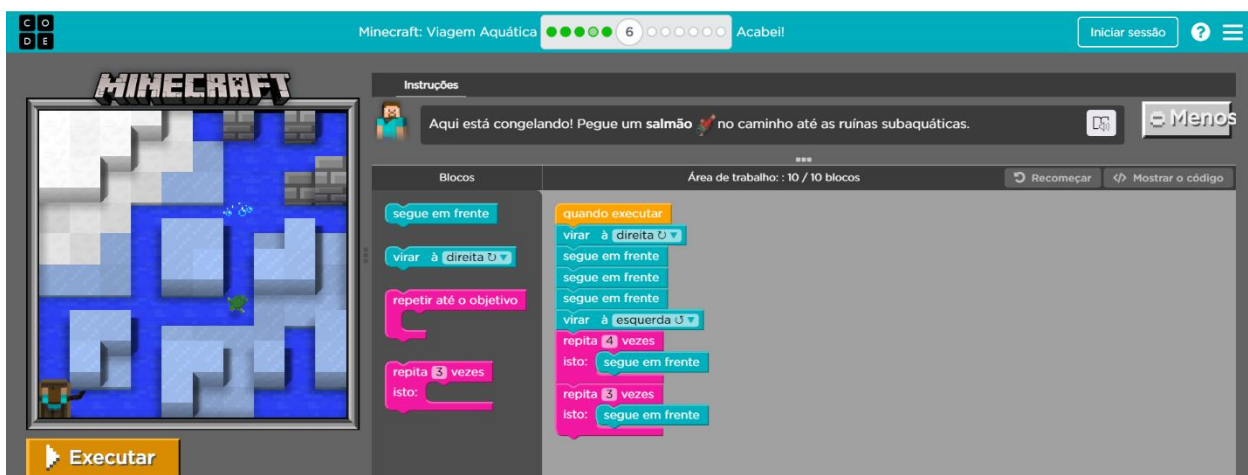 C O
D E
Minecraft: Viagem Aquática 6 Acabei!
Iniciar sessão ?
MINECRAFT
Instruções
Aqui está congelando! Pegue um salmão no caminho até as ruínas subaquáticas.
Menos
Blocos
Área de trabalho: : 10 / 10 blocos
Recomeçar
</> Mostrar o código
segue em frente
virar à direita ↻ ▼
repetir até o objetivo
repita 3 vezes
isto:
quando executar
virar à direita ↻ ▼
segue em frente
segue em frente
segue em frente
virar à esquerda ↺ ▼
repita 4 vezes
isto: segue em frente
repita 3 vezes
isto: segue em frente
Executar